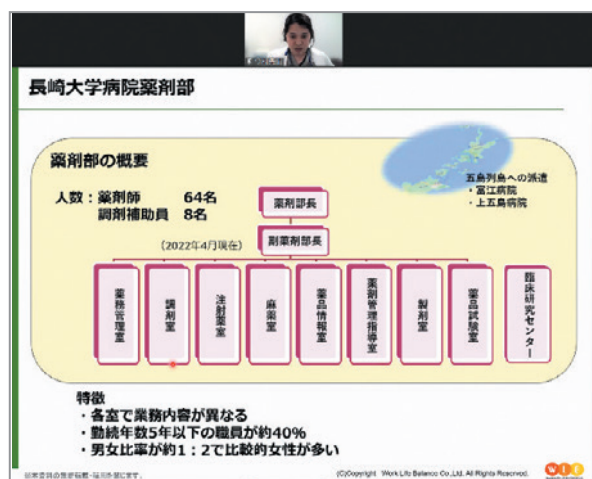 長崎大学病院薬剤部
薬剤部の概要
人数：薬剤師 64名
調剤補助員 8名
(2022年4月現在)
薬剤部長
副薬剤部長
五島列島への派遣
・富江病院
・上五島病院
薬務管理室
調剤室
注射薬室
麻薬室
薬品情報室
薬剤管理指導室
製剤室
薬品試験室
臨床研究センター
特徴
・各室で業務内容が異なる
・勤続年数5年以下の職員が約40%
・男女比率が約1：2で比較的女性が多い
(C)Copyright Work Life Balance Co.,Ltd. All Rights Reserved.